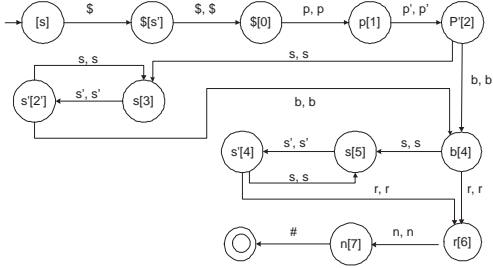 $ $, $ p, p p', p'
[s] $[s'] $[0] p[1] P'[2]
s, s
s, s b, b
s'[2'] s', s' s[3]
b, b
s', s' s, s
s'[4] s[5] b[4]
s, s
r, r r, r
# n, n
n[7] r[6]